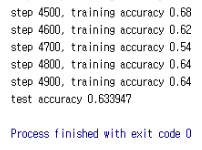 step 4500, training accuracy 0.68
step 4600, training accuracy 0.62
step 4700, training accuracy 0.54
step 4800, training accuracy 0.64
step 4900, training accuracy 0.64
test accuracy 0.633947
Process finished with exit code 0